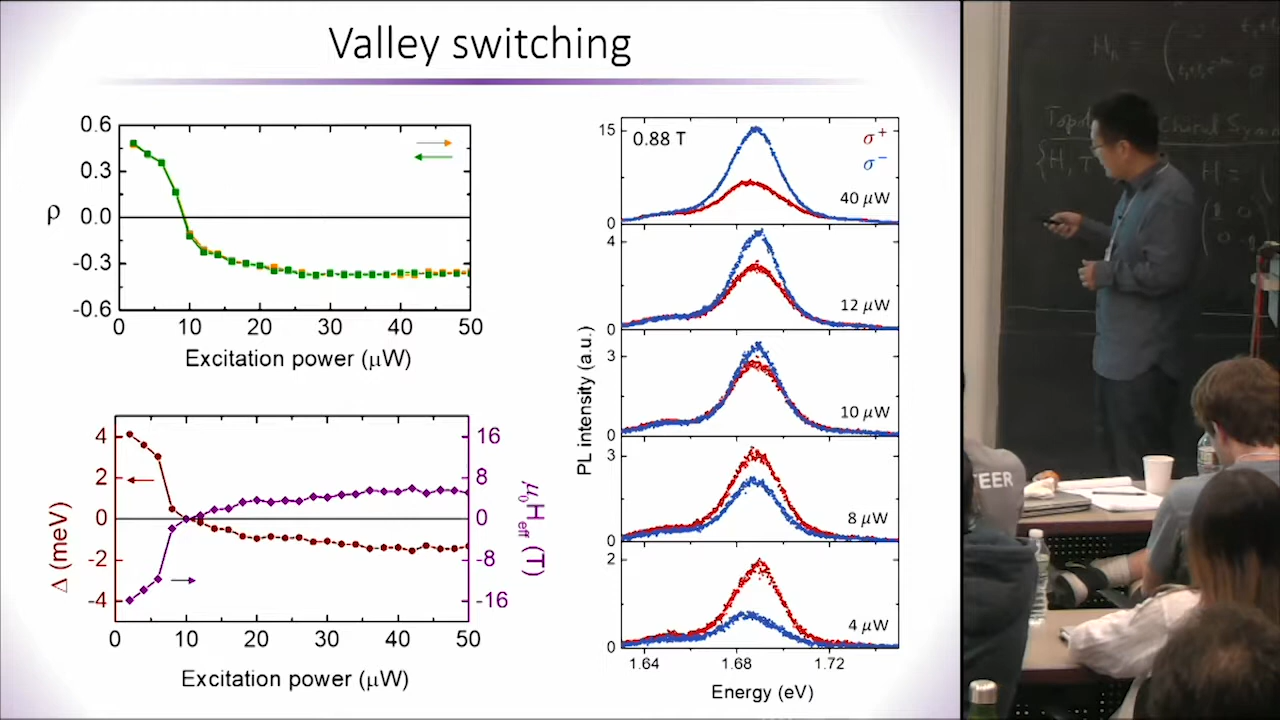 Valley switching
0.6
0.3
0.0
-0.3
-0.6
ρ
0 10 20 30 40 50
Excitation power (μW)
4
2
0
-2
-4
Δ (meV)
16
8
0
-8
-16
μ₀H_eff (T)
0 10 20 30 40 50
Excitation power (μW)
PL intensity (a.u.)
0.88 T
σ⁺
σ⁻
15
0
40 μW
4
0
12 μW
3
0
10 μW
3
0
8 μW
2
0
4 μW
1.64 1.68 1.72
Energy (eV)
Chiral Symm
TEER